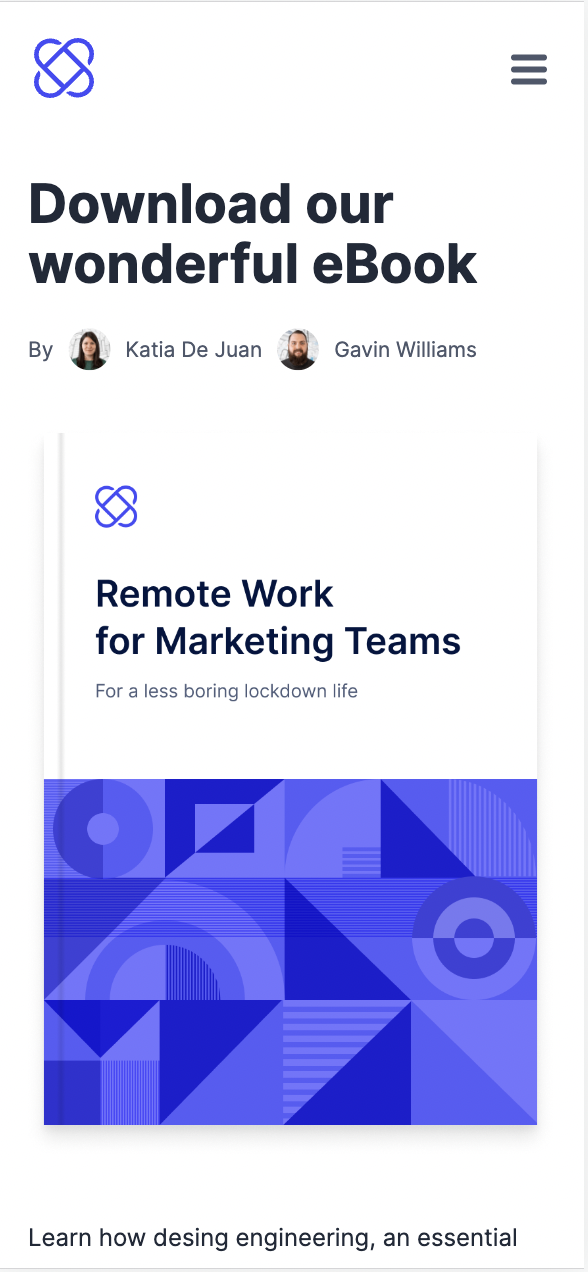 Download our
wonderful eBook
By Katia De Juan Gavin Williams
Remote Work
for Marketing Teams
For a less boring lockdown life
Learn how desing engineering, an essential